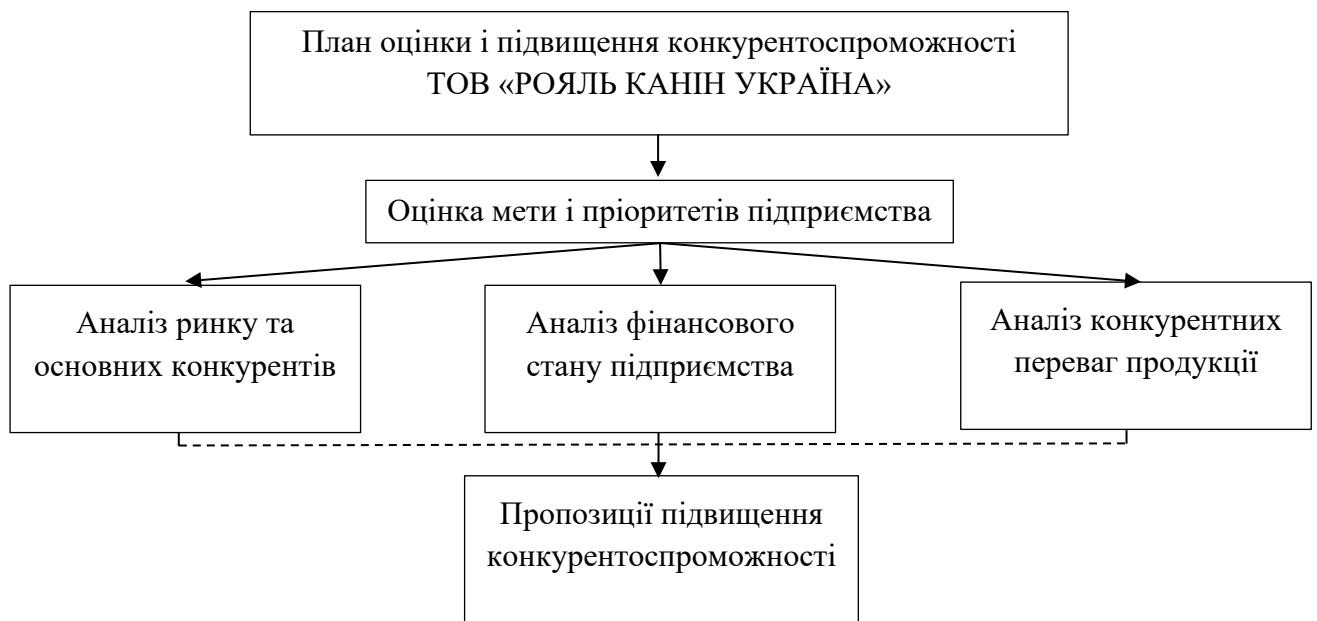 План оцінки і підвищення конкурентоспроможності
ТОВ «РОЯЛЬ КАНІН УКРАЇНА»
Оцінка мети і пріоритетів підприємства
Аналіз ринку та
основних конкурентів
Аналіз фінансового
стану підприємства
Аналіз конкурентних
переваг продукції
Пропозиції підвищення
конкурентоспроможності